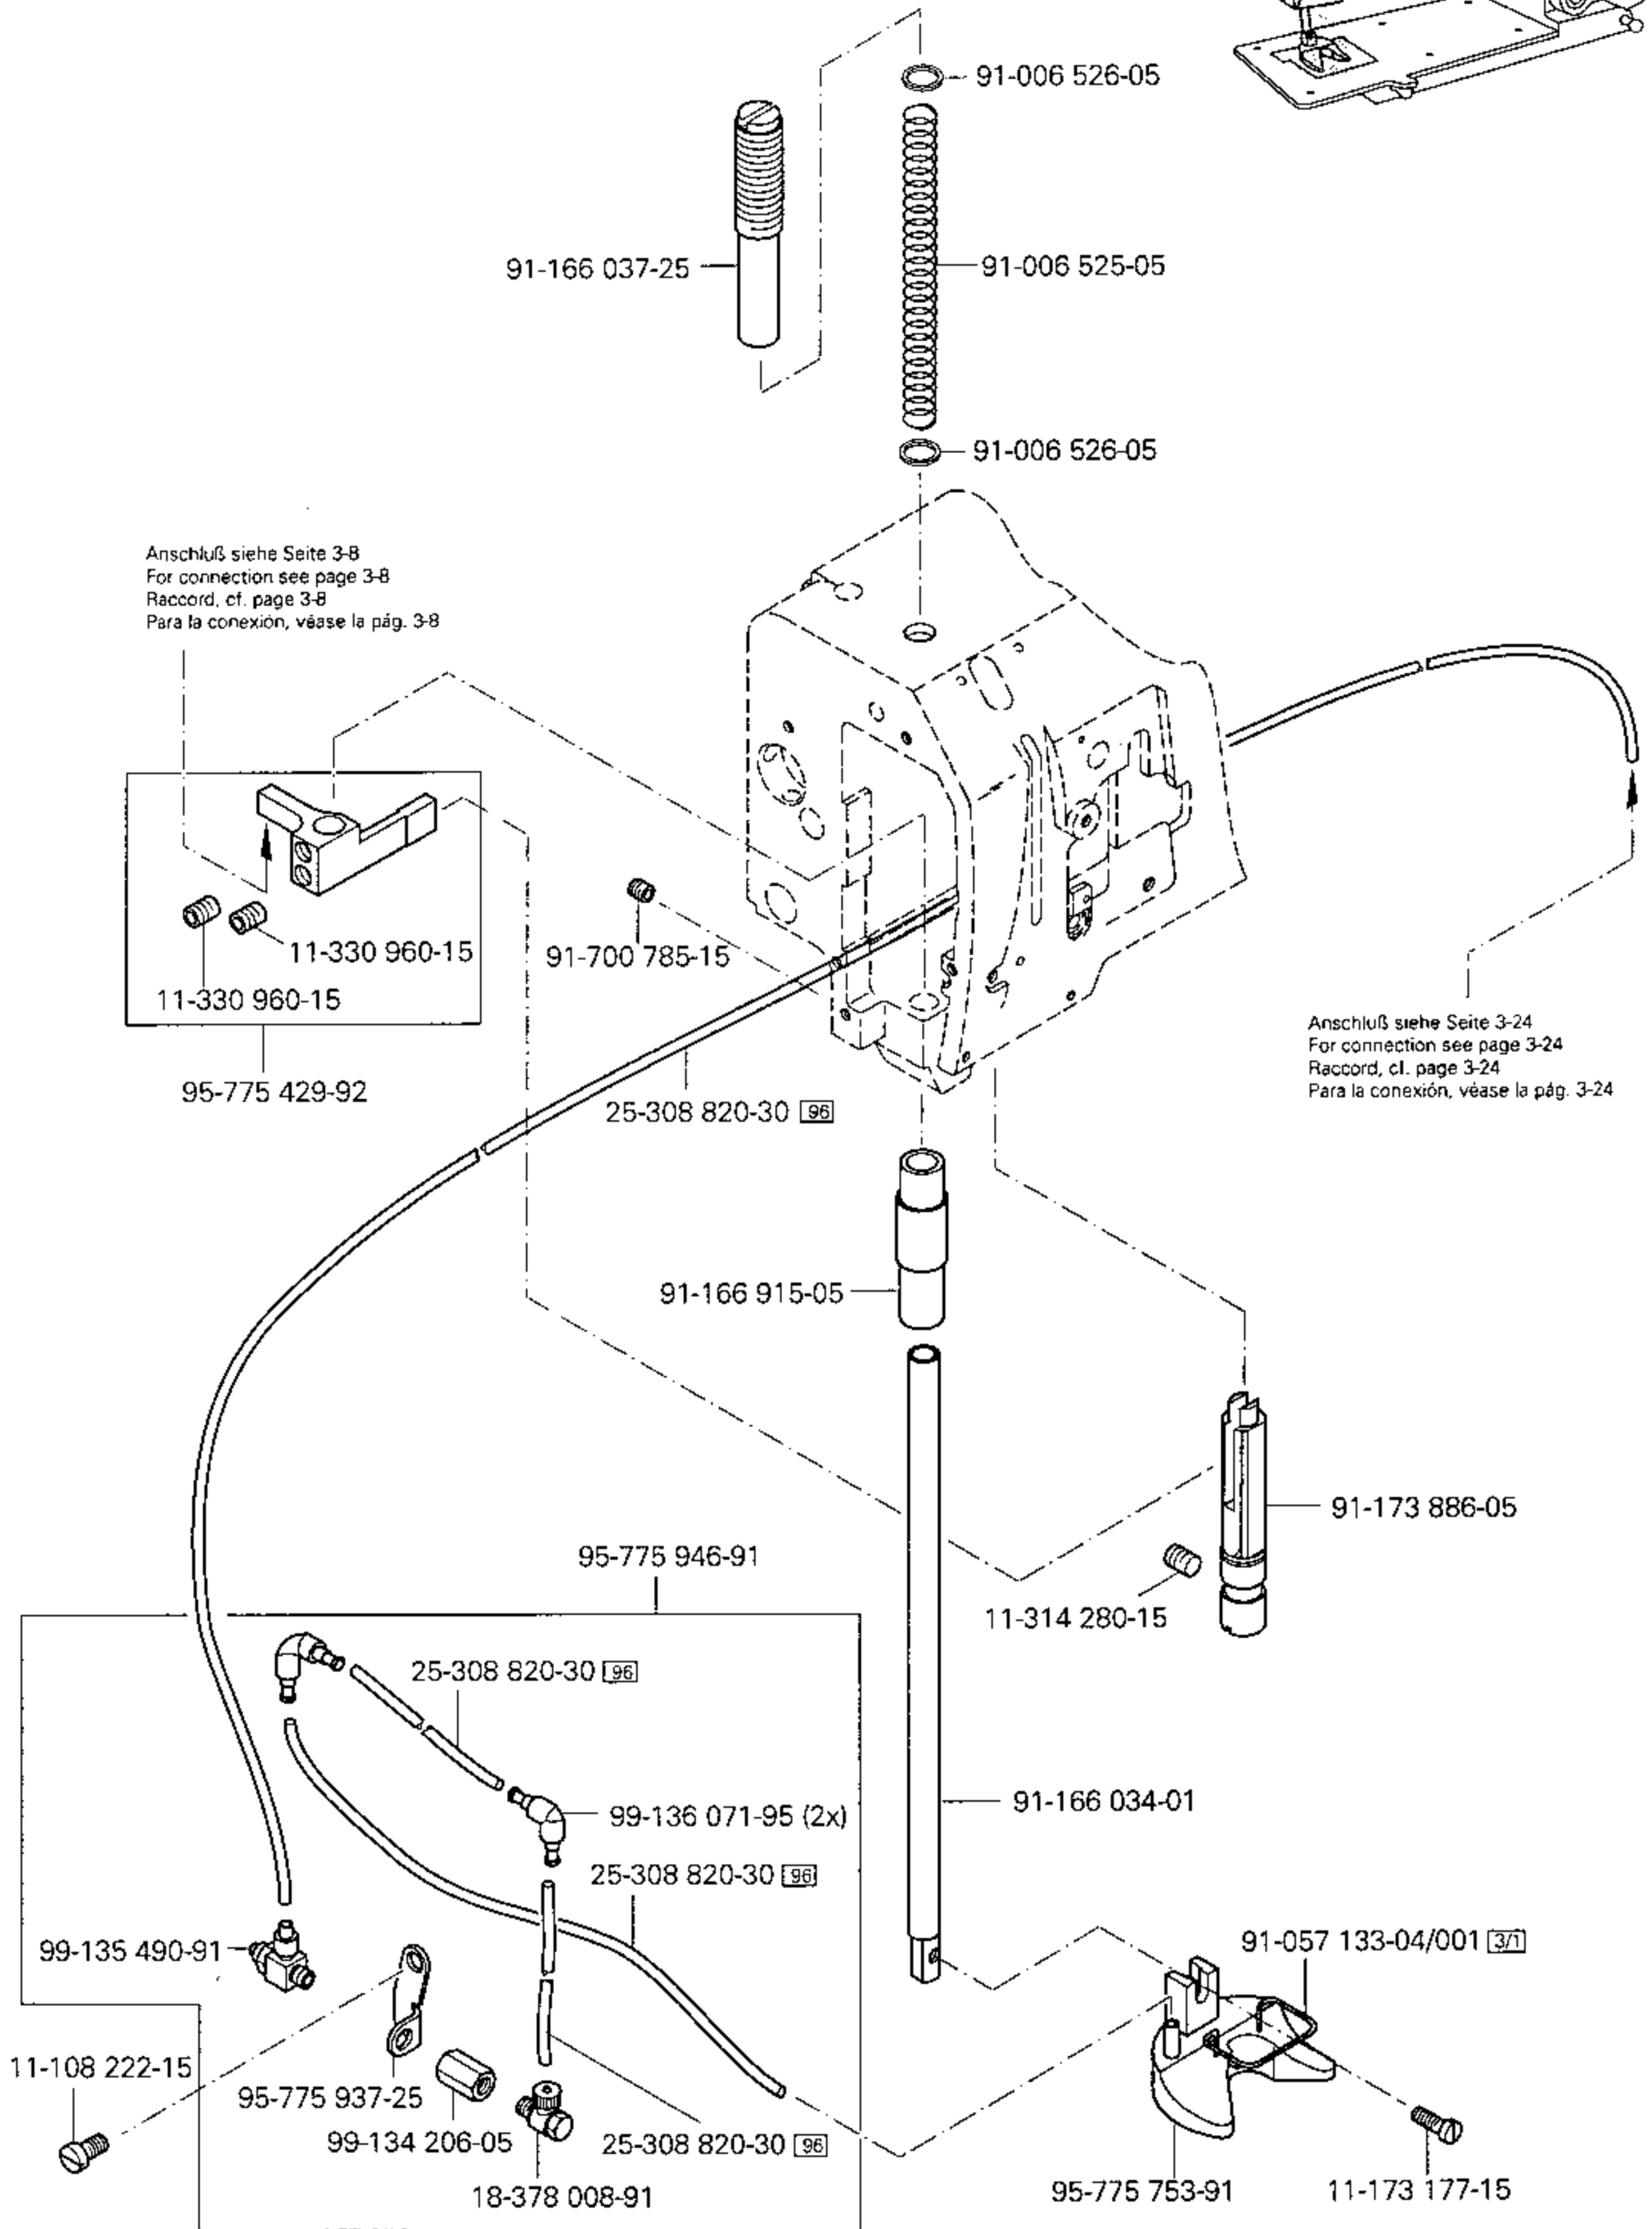 91-006 526-05
91-166 037-25
91-006 525-05
91-006 526-05
Anschluß siehe Seite 3-8
For connection see page 3-8
Raccord, cf. page 3-8
Para la conexión, véase la pág. 3-8
11-330 960-15
11-330 960-15
95-775 429-92
91-700 785-15
25-308 820-30 96
Anschluß siehe Seite 3-24
For connection see page 3-24
Raccord, cf. page 3-24
Para la conexión, véase la pág. 3-24
91-166 915-05
91-173 886-05
11-314 280-15
95-775 946-91
25-308 820-30 96
99-136 071-95 (2x)
91-166 034-01
25-308 820-30 96
99-135 490-91
91-057 133-04/001 3/1
11-108 222-15
95-775 937-25
99-134 206-05
25-308 820-30 96
18-378 008-91
95-775 753-91
11-173 177-15